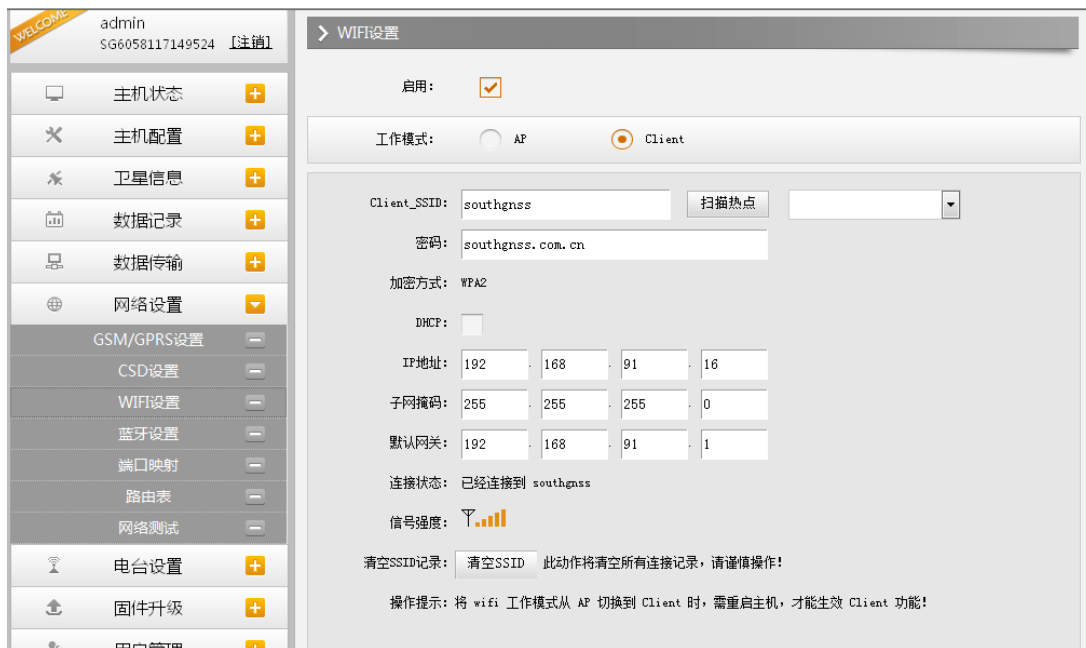 WELCOME
admin
SG6058117149524 [注销]
主机状态
主机配置
卫星信息
数据记录
数据传输
网络设置
GSM/GPRS设置
CSD设置
WIFI设置
蓝牙设置
端口映射
路由表
网络测试
电台设置
固件升级
用户管理
WIFI设置
启用:
工作模式: AP Client
Client_SSID: southgnss 扫描热点
密码: southgnss.com.cn
加密方式: WPA2
DHCP:
IP地址: 192 . 168 . 91 . 16
子网掩码: 255 . 255 . 255 . 0
默认网关: 192 . 168 . 91 . 1
连接状态: 已经连接到 southgnss
信号强度:
清空SSID记录: 清空SSID 此动作将清空所有连接记录，请谨慎操作!
操作提示: 将 wifi 工作模式从 AP 切换到 Client 时，需重启主机，才能生效 Client 功能!